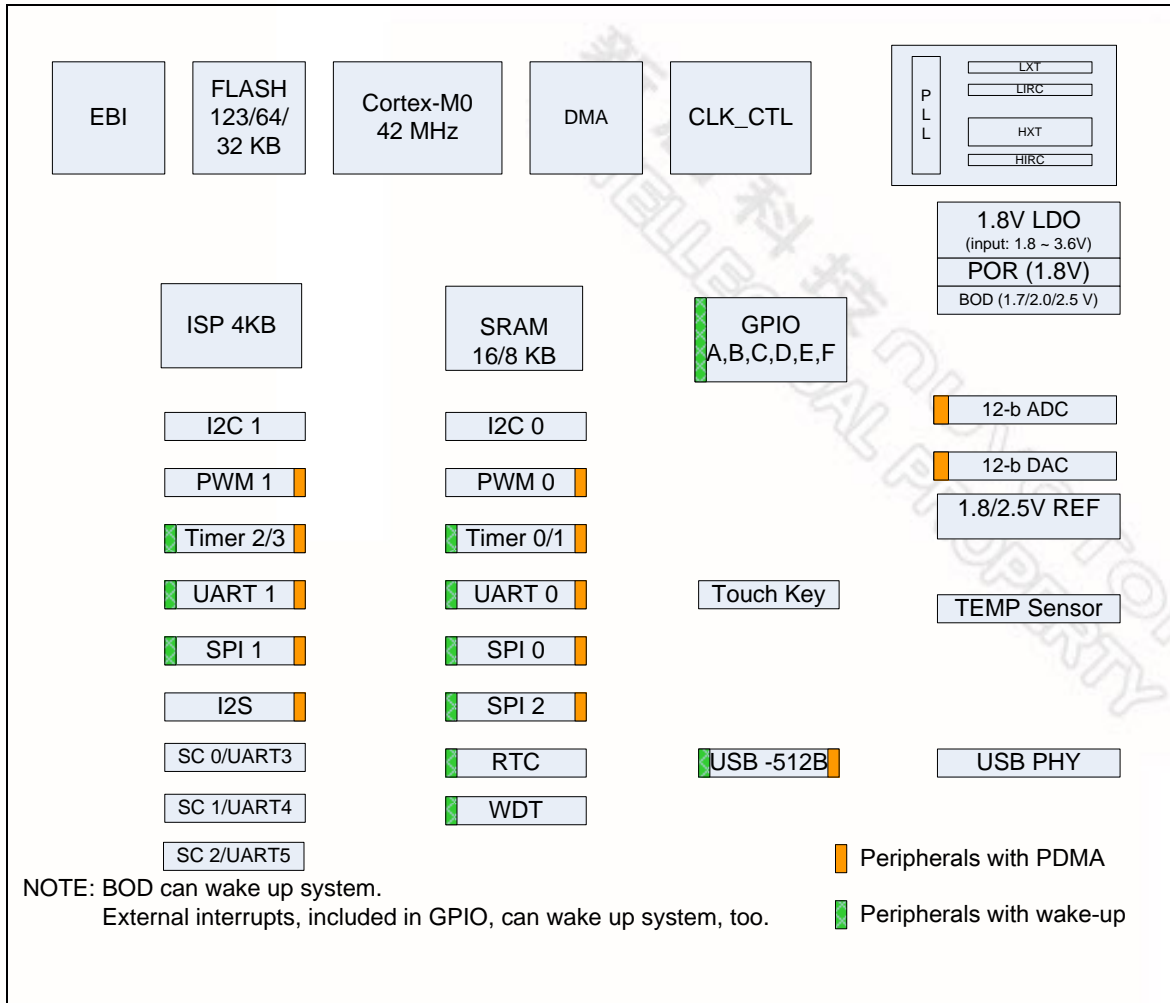 EBI
FLASH
123/64/
32 KB
Cortex-M0
42 MHz
DMA
CLK_CTL
PLL
LXT
LIRC
HXT
HIRC
1.8V LDO
(input: 1.8 ~ 3.6V)
POR (1.8V)
BOD (1.7/2.0/2.5 V)
ISP 4KB
SRAM
16/8 KB
GPIO
A,B,C,D,E,F
I2C 1
I2C 0
12-b ADC
PWM 1
PWM 0
12-b DAC
1.8/2.5V REF
Timer 2/3
Timer 0/1
UART 1
UART 0
Touch Key
TEMP Sensor
SPI 1
SPI 0
I2S
SPI 2
SC 0/UART3
RTC
USB -512B
USB PHY
SC 1/UART4
WDT
SC 2/UART5
Peripherals with PDMA
NOTE: BOD can wake up system.
External interrupts, included in GPIO, can wake up system, too.
Peripherals with wake-up